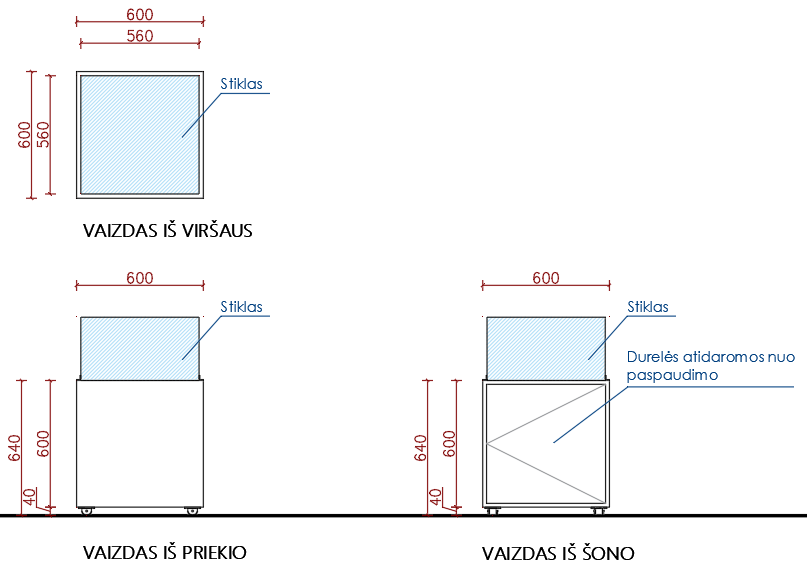 600
560
Stiklas
600
560
VAIZDAS IŠ VIRŠAUS
600
Stiklas
640
600
40
VAIZDAS IŠ PRIEKIO
600
Stiklas
Durelės atidaromos nuo
paspaudimo
640
600
40
VAIZDAS IŠ ŠONO